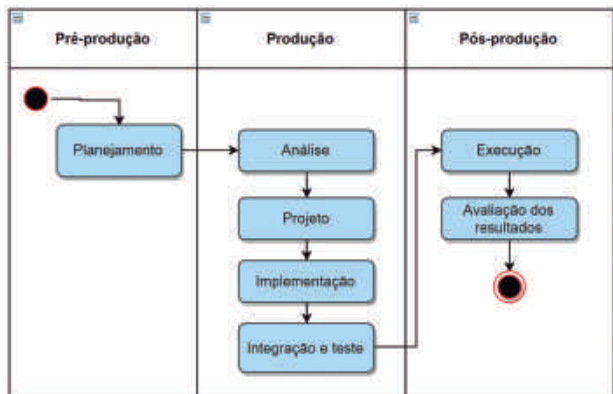 Pré-produção
Produção
Pós-produção
Planejamento
Análise
Projeto
Implementação
Integração e teste
Execução
Avaliação dos
resultados